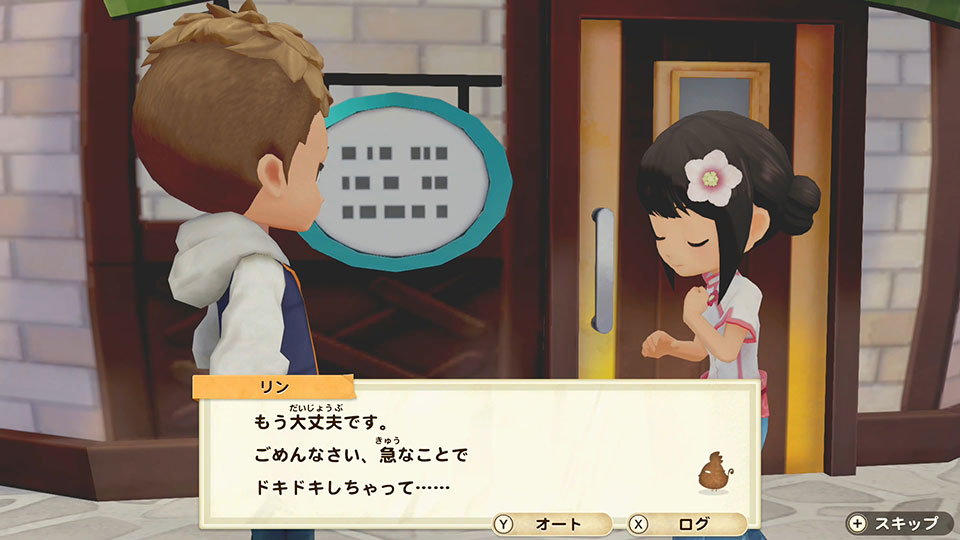 リン
もう大丈夫です。
ごめんなさい、急なことで
ドキドキしちゃって……
Y オート
X ログ
+ スキップ